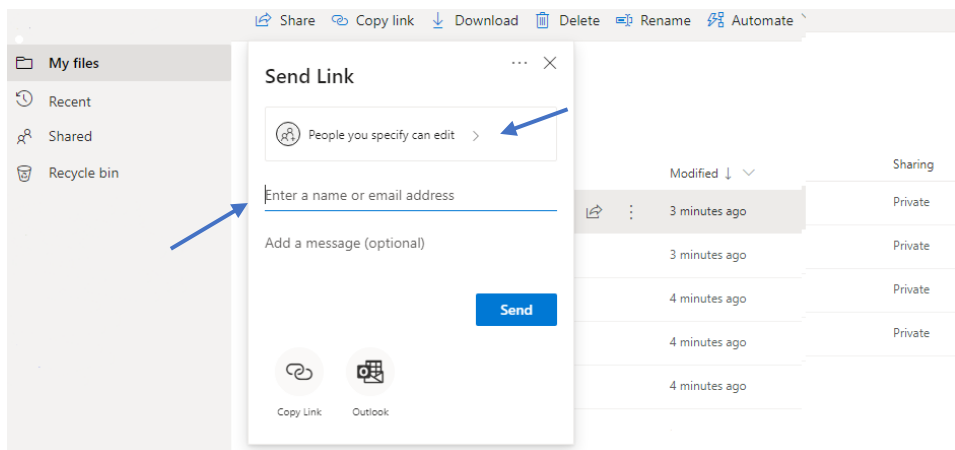 Share Copy link Download Delete Rename Automate
My files
Recent
Shared
Recycle bin
Send Link
People you specify can edit
Enter a name or email address
Add a message (optional)
Send
Copy Link Outlook
Modified Sharing
3 minutes ago Private
3 minutes ago Private
4 minutes ago Private
4 minutes ago Private
4 minutes ago